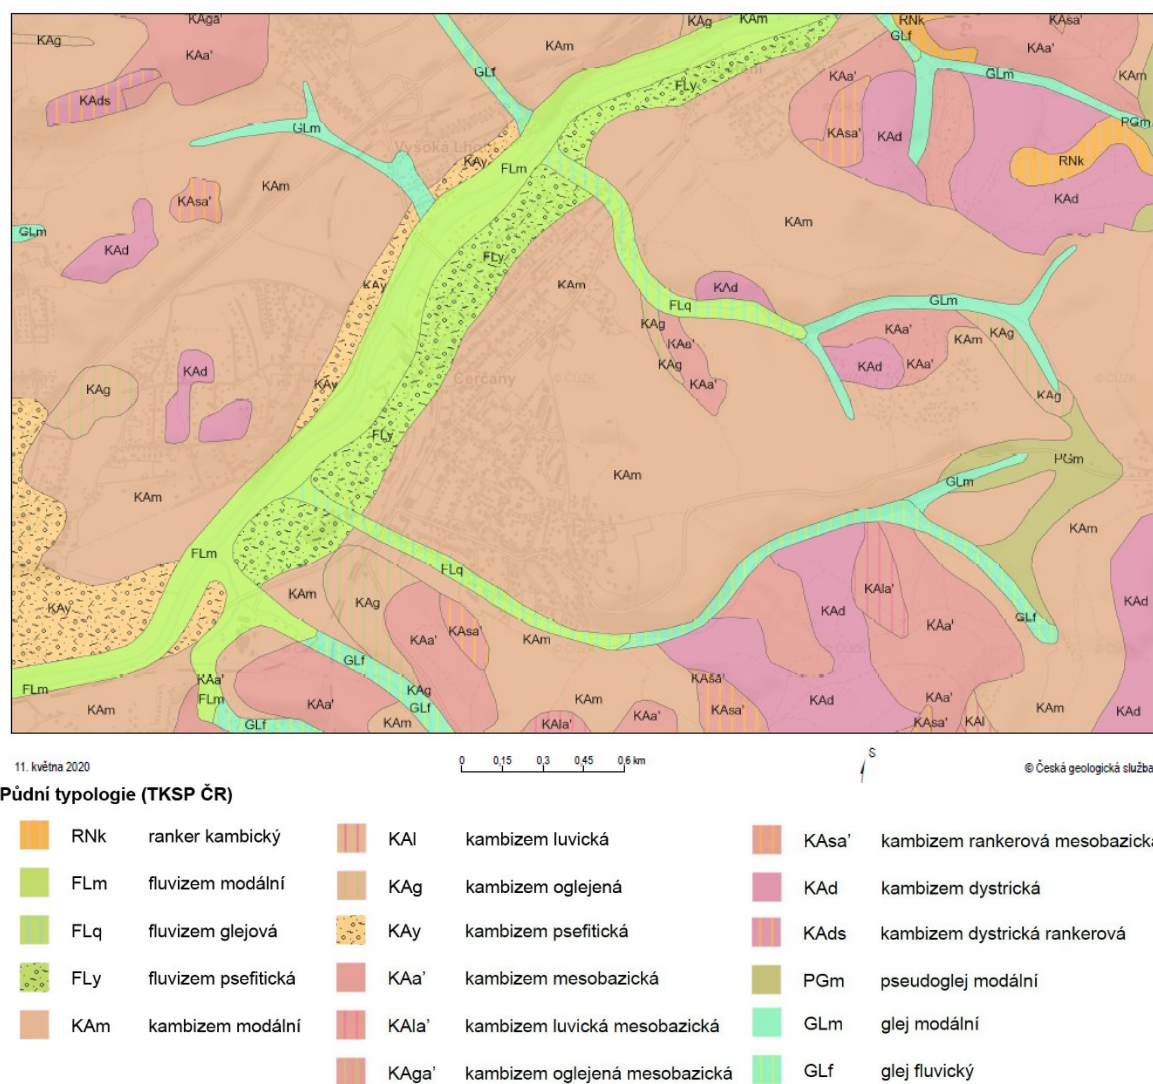 KAga'
KAg
KAm
RNk
KAsa'
KAg
KAa'
KAm
GLf
KAa'
GLf
KAa'
GLm
KAm
KAds
FLy
GLm
KAsa'
KAd
PGm
Vysoká Lhota
KAy
FLm
RNk
KAm
KAsa'
KAd
KAm
GLm
KAd
FLy
KAy
KAm
KAd
GLm
FLq
KAg
KAa'
KAg
KAm
KAa'
KAg
KAd
KAd
KAa'
KAy
Čerčany
© ČÚZK
KAa'
© ČÚZK
KAg
KAg
FLy
PGm
KAm
GLm
KAm
KAm
FLm
FLq
KAm
KAla'
KAy
KAg
KAd
KAd
GLf
KAsa'
KAa'
KAa'
KAm
© ČÚZK
GLf
KAa'
KAsa'
FLm
KAg
FLm
KAm
KAa'
GLf
KAm
KAd
KAa'
KAm
KAa'
KAsa'
KAm
KAd
GLf
KAla'
KAsa'
KAl
11. května 2020
0 0,15 0,3 0,45 0,6 km
S
© Česká geologická služba
Půdní typologie (TKSP ČR)
RNk ranker kambický
FLm fluvizem modální
FLq fluvizem glejová
FLy fluvizem psefitická
KAm kambizem modální
KAl kambizem luvická
KAg kambizem oglejená
KAy kambizem psefitická
KAa' kambizem mesobazická
KAla' kambizem luvická mesobazická
KAga' kambizem oglejená mesobazická
KAsa' kambizem rankerová mesobazická
KAd kambizem dystrická
KAds kambizem dystrická rankerová
PGm pseudoglej modální
GLm glej modální
GLf glej fluvický